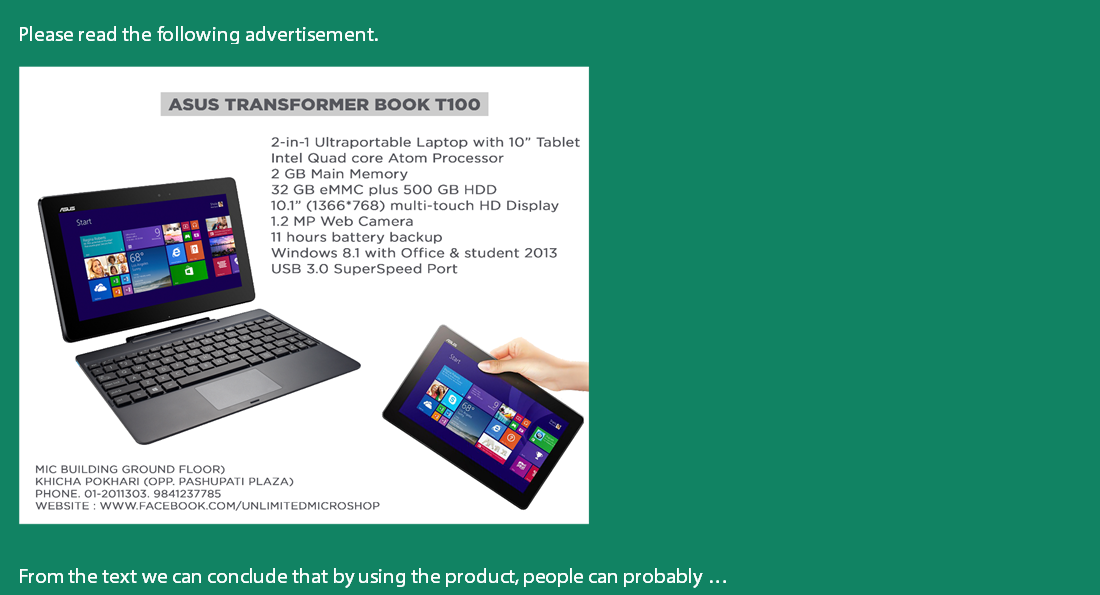 Please read the following advertisement.
ASUS TRANSFORMER BOOK T100
2-in-1 Ultraportable Laptop with 10” Tablet
Intel Quad core Atom Processor
2 GB Main Memory
32 GB eMMC plus 500 GB HDD
10.1” (1366*768) multi-touch HD Display
1.2 MP Web Camera
11 hours battery backup
Windows 8.1 with Office & student 2013
USB 3.0 SuperSpeed Port
ASUS
Start
9
68°
ASUS
Start
9
68°
MIC BUILDING GROUND FLOOR)
KHICHA POKHARI (OPP. PASHUPATI PLAZA)
PHONE. 01-2011303. 9841237785
WEBSITE : WWW.FACEBOOK.COM/UNLIMITEDMICROSHOP
From the text we can conclude that by using the product, people can probably ...